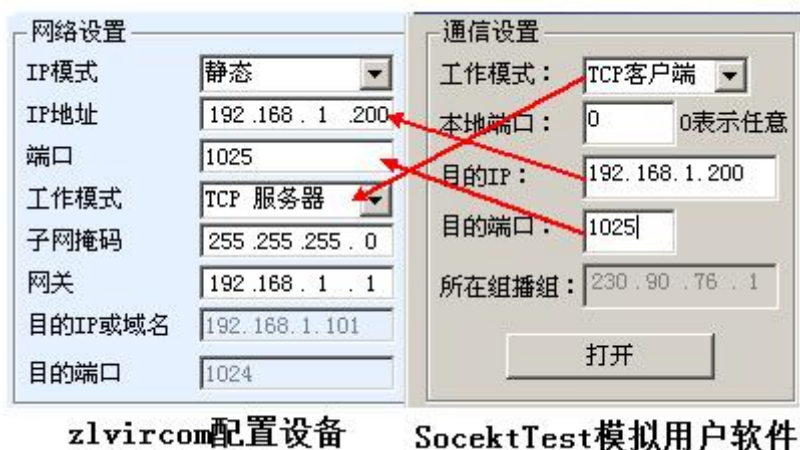 网络设置
IP模式 静态
IP地址 192 .168 . 1 .200
端口 1025
工作模式 TCP 服务器
子网掩码 255 .255 .255 . 0
网关 192 .168 . 1 . 1
目的IP或域名 192.168.1.101
目的端口 1024
zlvircom配置设备
通信设置
工作模式： TCP客户端
本地端口： 0 0表示任意
目的IP： 192.168.1.200
目的端口： 1025
所在组播组： 230 .90 .76 . 1
打开
SocektTest模拟用户软件